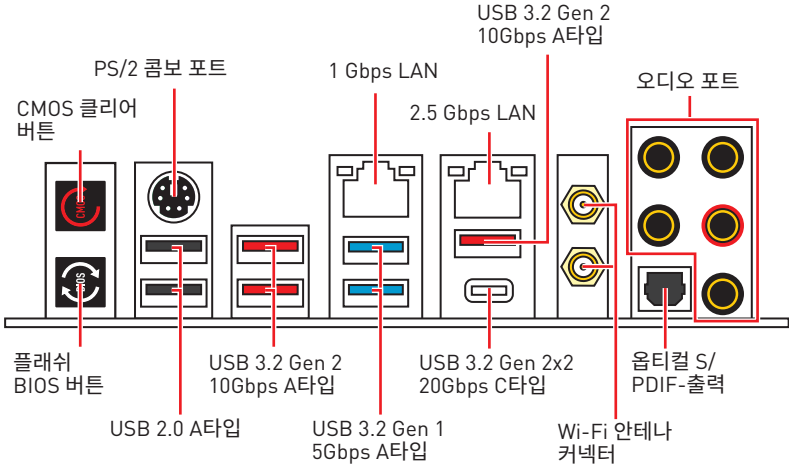 USB 3.2 Gen 2
10Gbps A타입
PS/2 콤보 포트
1 Gbps LAN
오디오 포트
CMOS 클리어
버튼
2.5 Gbps LAN
CMOS
BIOS
플래쉬
BIOS 버튼
USB 3.2 Gen 2
10Gbps A타입
USB 3.2 Gen 2x2
20Gbps C타입
옵티컬 S/
PDIF-출력
USB 2.0 A타입
USB 3.2 Gen 1
5Gbps A타입
Wi-Fi 안테나
커넥터